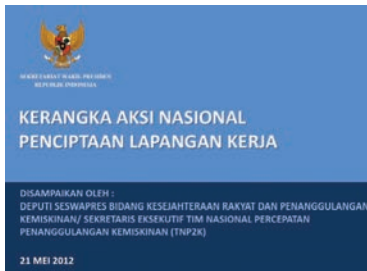 SEKRETARIAT WAKIL PRESIDEN
REPUBLIK INDONESIA
KERANGKA AKSI NASIONAL
PENCIPTAAN LAPANGAN KERJA
DISAMPAIKAN OLEH :
DEPUTI SESWAPRES BIDANG KESEJAHTERAAN RAKYAT DAN PENANGGULANGAN
KEMISKINAN/ SEKRETARIS EKSEKUTIF TIM NASIONAL PERCEPATAN
PENANGGULANGAN KEMISKINAN (TNP2K)
21 MEI 2012